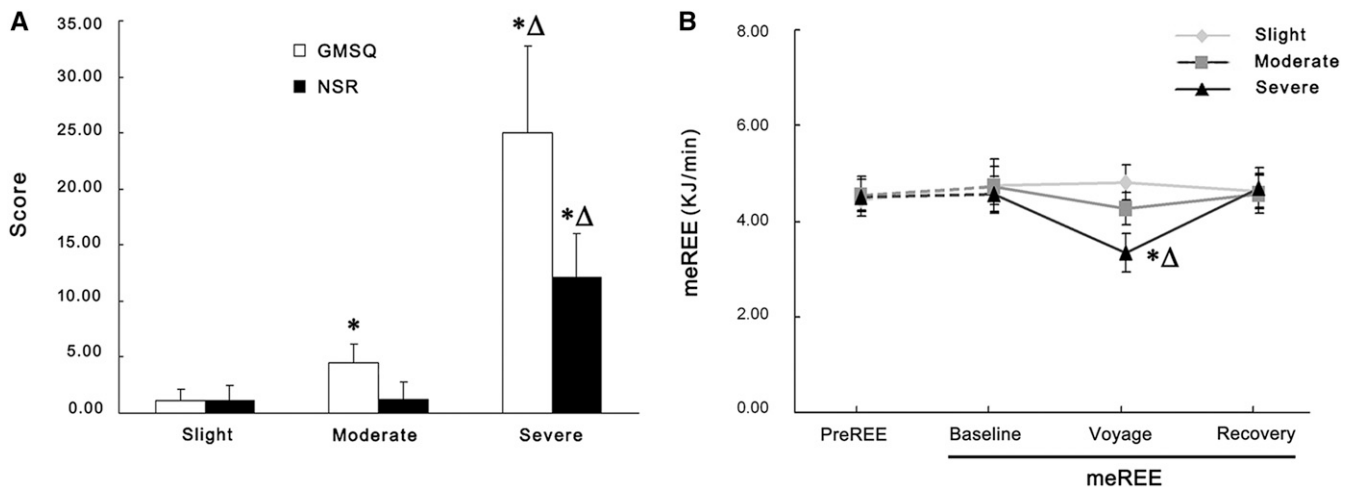 A
35.00
30.00
25.00
20.00
15.00
10.00
5.00
0.00
Score
GMSQ
NSR
*
*Δ
*Δ
Slight
Moderate
Severe
B
8.00
6.00
4.00
2.00
0.00
meREE (KJ/min)
Slight
Moderate
Severe
*Δ
PreREE
Baseline
Voyage
Recovery
meREE